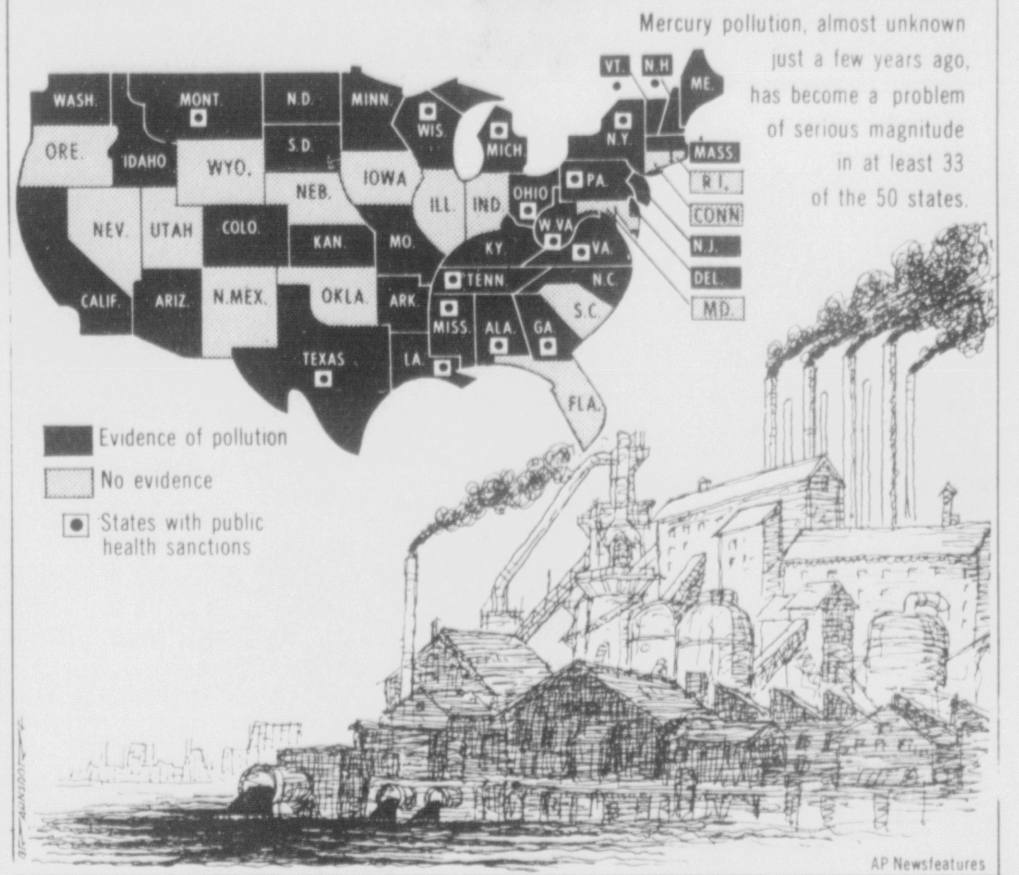 Mercury pollution, almost unknown
just a few years ago,
has become a problem
of serious magnitude
in at least 33
of the 50 states.
VT.
N.H
ME.
WASH.
MONT.
N.D.
MINN.
WIS.
MICH
N.Y.
MASS.
ORE.
IDAHO
WYO.
S.D.
IOWA
NEB.
ILL.
IND
OHIO
PA.
R I.
CONN
N.J.
DEL.
MD.
NEV.
UTAH
COLO.
KAN.
MO.
KY.
W.VA
VA.
CALIF.
ARIZ.
N.MEX.
OKLA.
ARK.
TENN.
N.C.
S.C.
MISS.
ALA.
GA.
TEXAS
LA.
FLA.
Evidence of pollution
No evidence
States with public
health sanctions
AP Newsfeatures